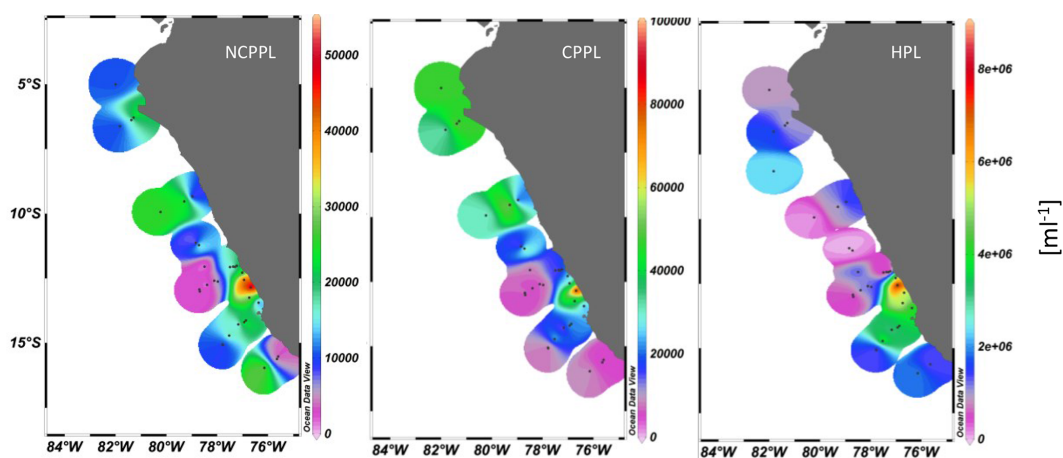 NCPPL
CPPL
HPL
5°S
10°S
15°S
50000
40000
30000
20000
10000
Ocean Data View
84°W 82°W 80°W 78°W 76°W
100000
80000
60000
40000
20000
0
Ocean Data View
84°W 82°W 80°W 78°W 76°W
8e+06
6e+06
4e+06
2e+06
0
Ocean Data View
84°W 82°W 80°W 78°W 76°W
[ml-1]